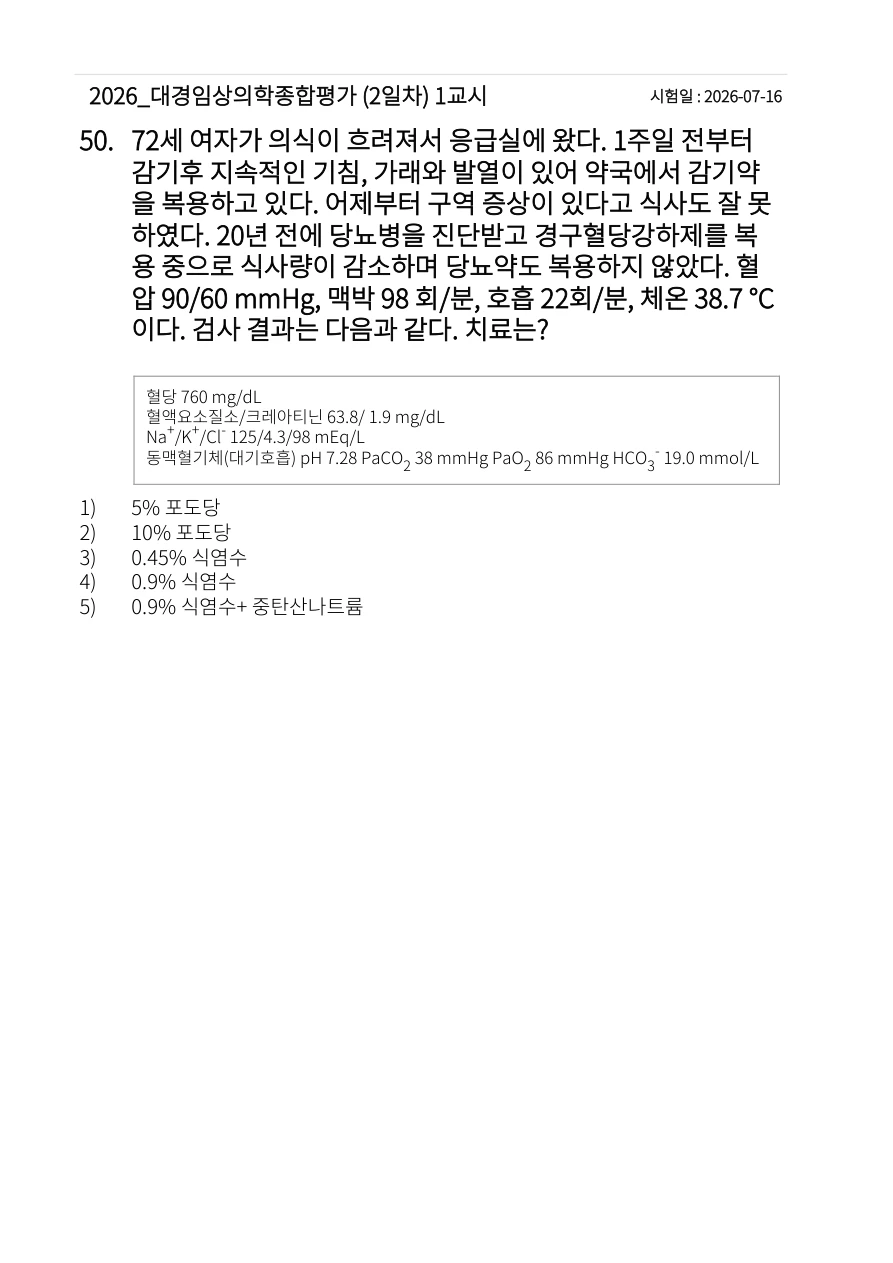 2026_대경임상의학종합평가 (2일차) 1교시
시험일 : 2026-07-16
50. 72세 여자가 의식이 흐려져서 응급실에 왔다. 1주일 전부터
감기후 지속적인 기침, 가래와 발열이 있어 약국에서 감기약
을 복용하고 있다. 어제부터 구역 증상이 있다고 식사도 잘 못
하였다. 20년 전에 당뇨병을 진단받고 경구혈당강하제를 복
용 중으로 식사량이 감소하며 당뇨약도 복용하지 않았다. 혈
압 90/60 mmHg, 맥박 98 회/분, 호흡 22회/분, 체온 38.7 ℃
이다. 검사 결과는 다음과 같다. 치료는?
혈당 760 mg/dL
혈액요소질소/크레아티닌 63.8/ 1.9 mg/dL
Na⁺/K⁺/Cl⁻ 125/4.3/98 mEq/L
동맥혈기체(대기호흡) pH 7.28 PaCO₂ 38 mmHg PaO₂ 86 mmHg HCO₃⁻ 19.0 mmol/L
1) 5% 포도당
2) 10% 포도당
3) 0.45% 식염수
4) 0.9% 식염수
5) 0.9% 식염수+ 중탄산나트륨